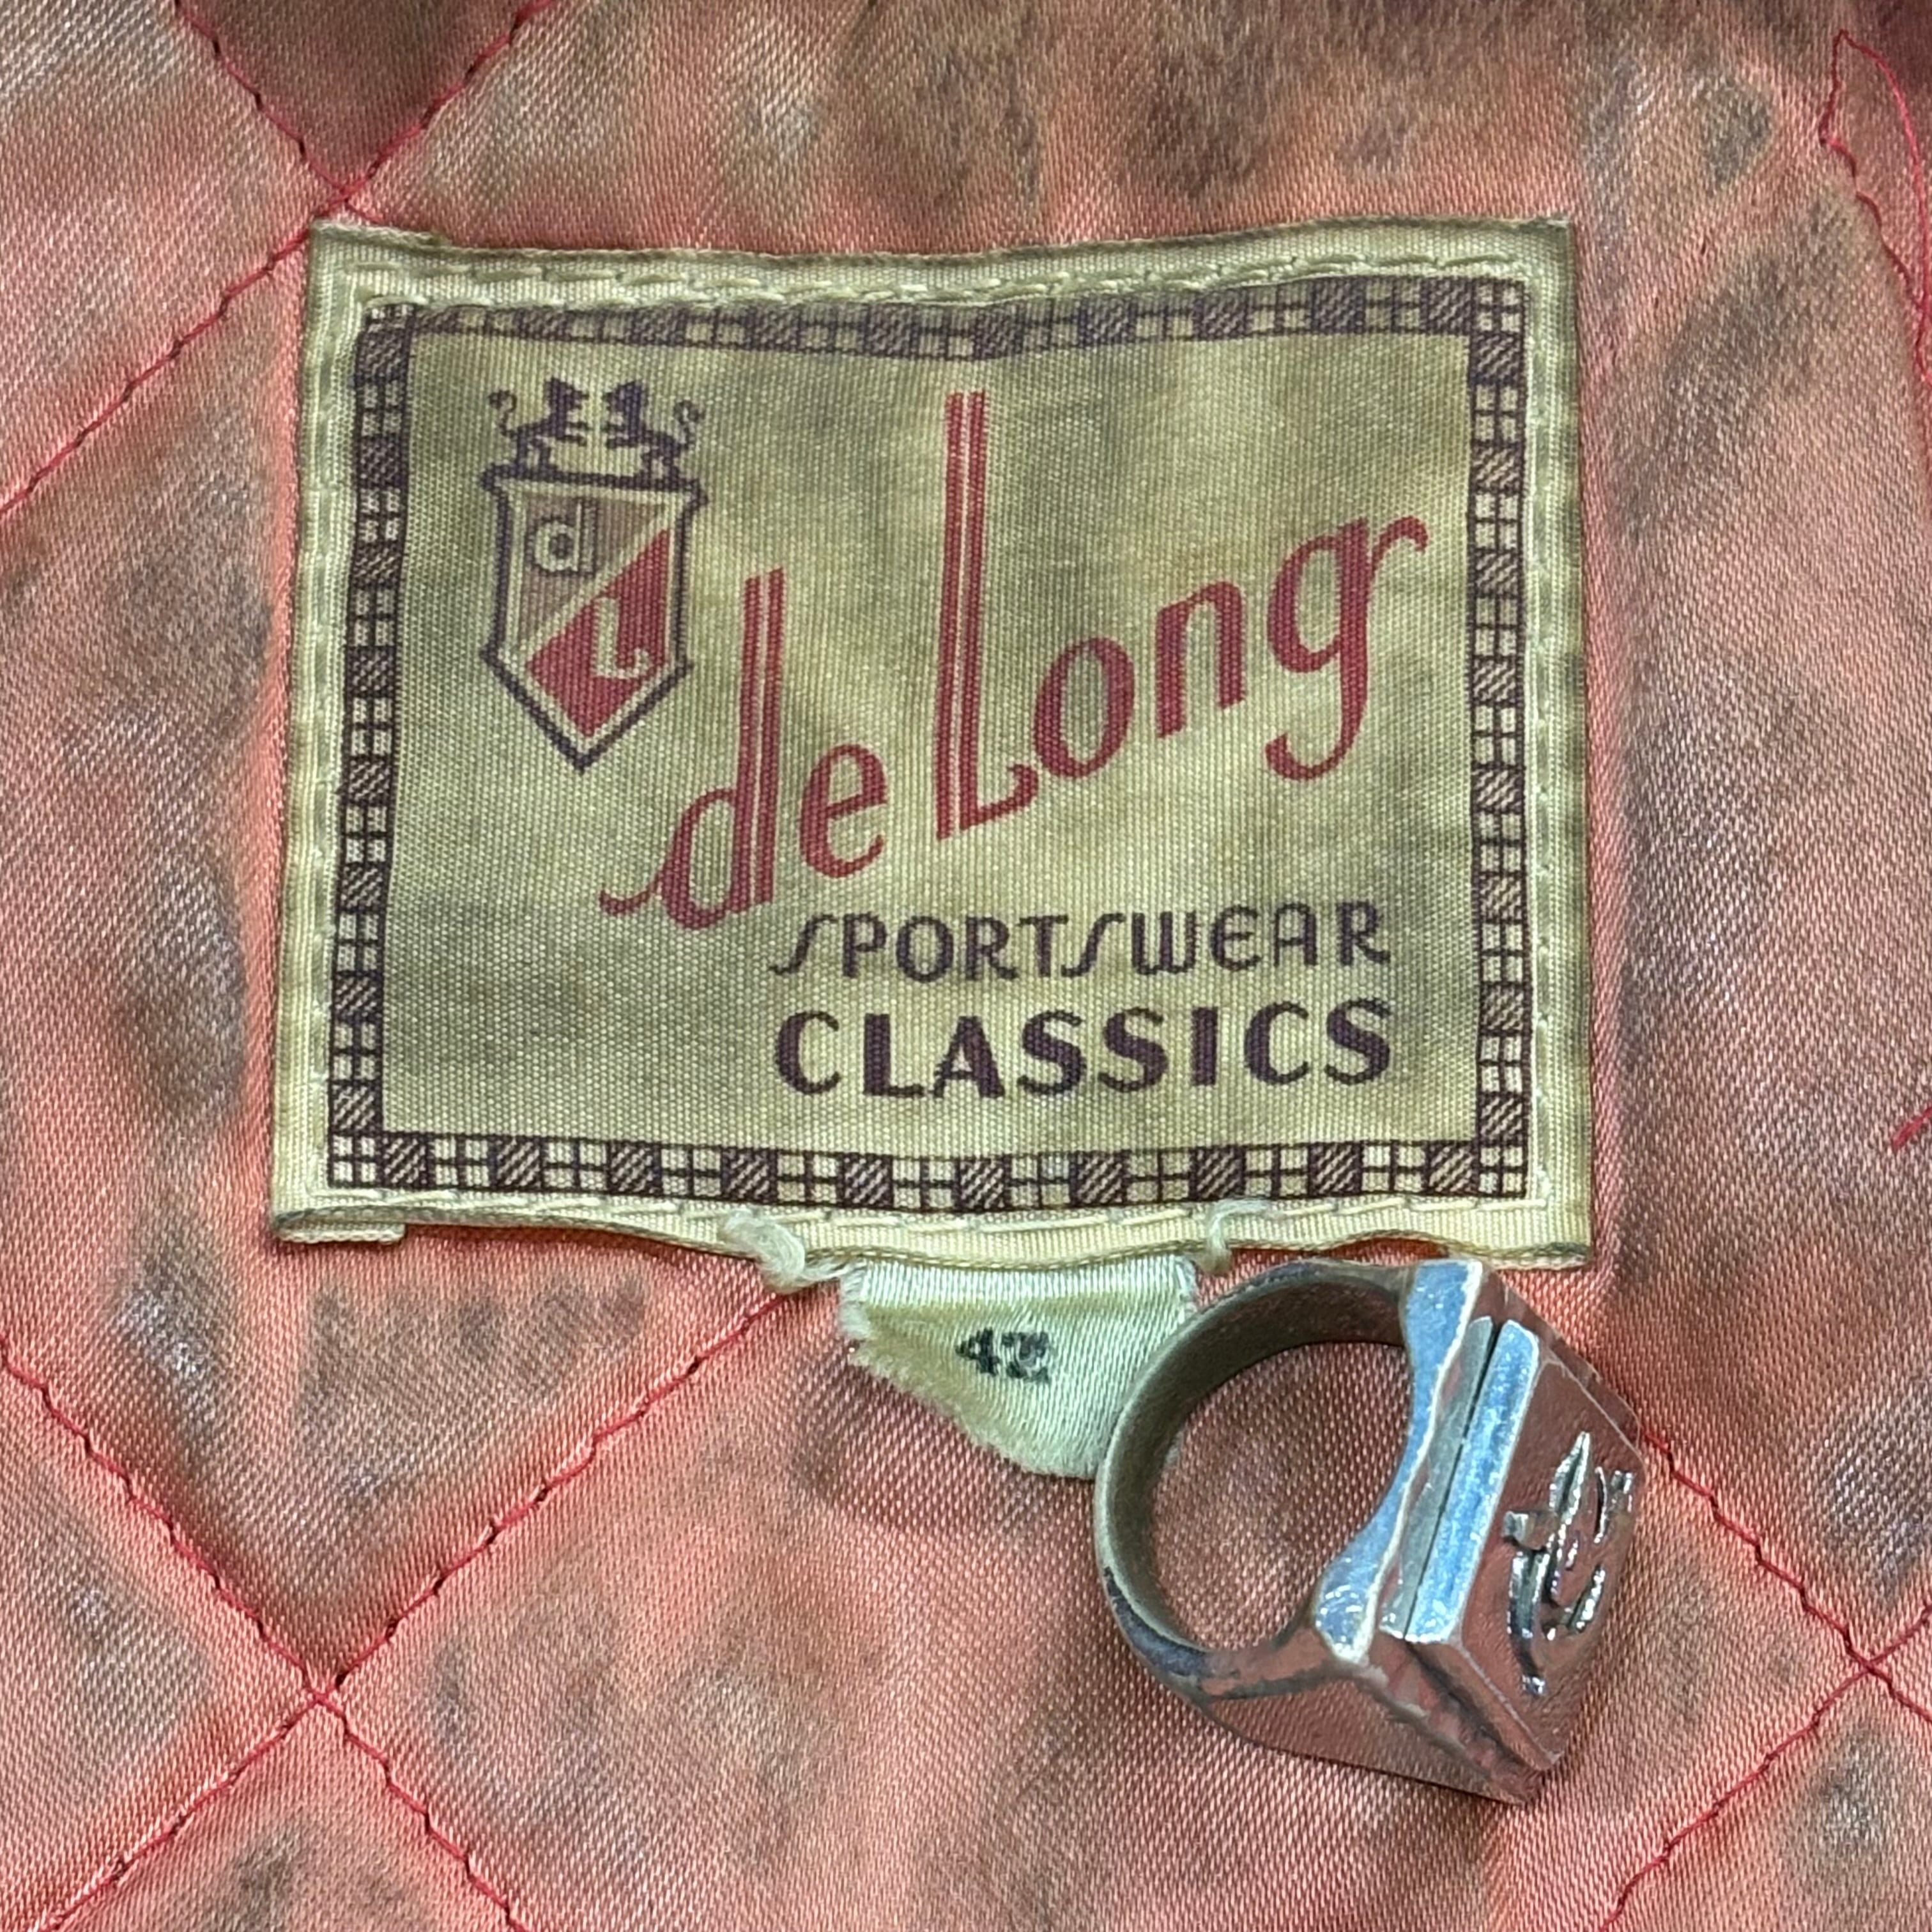 d
L
de Long
SPORTSWEAR
CLASSICS
42